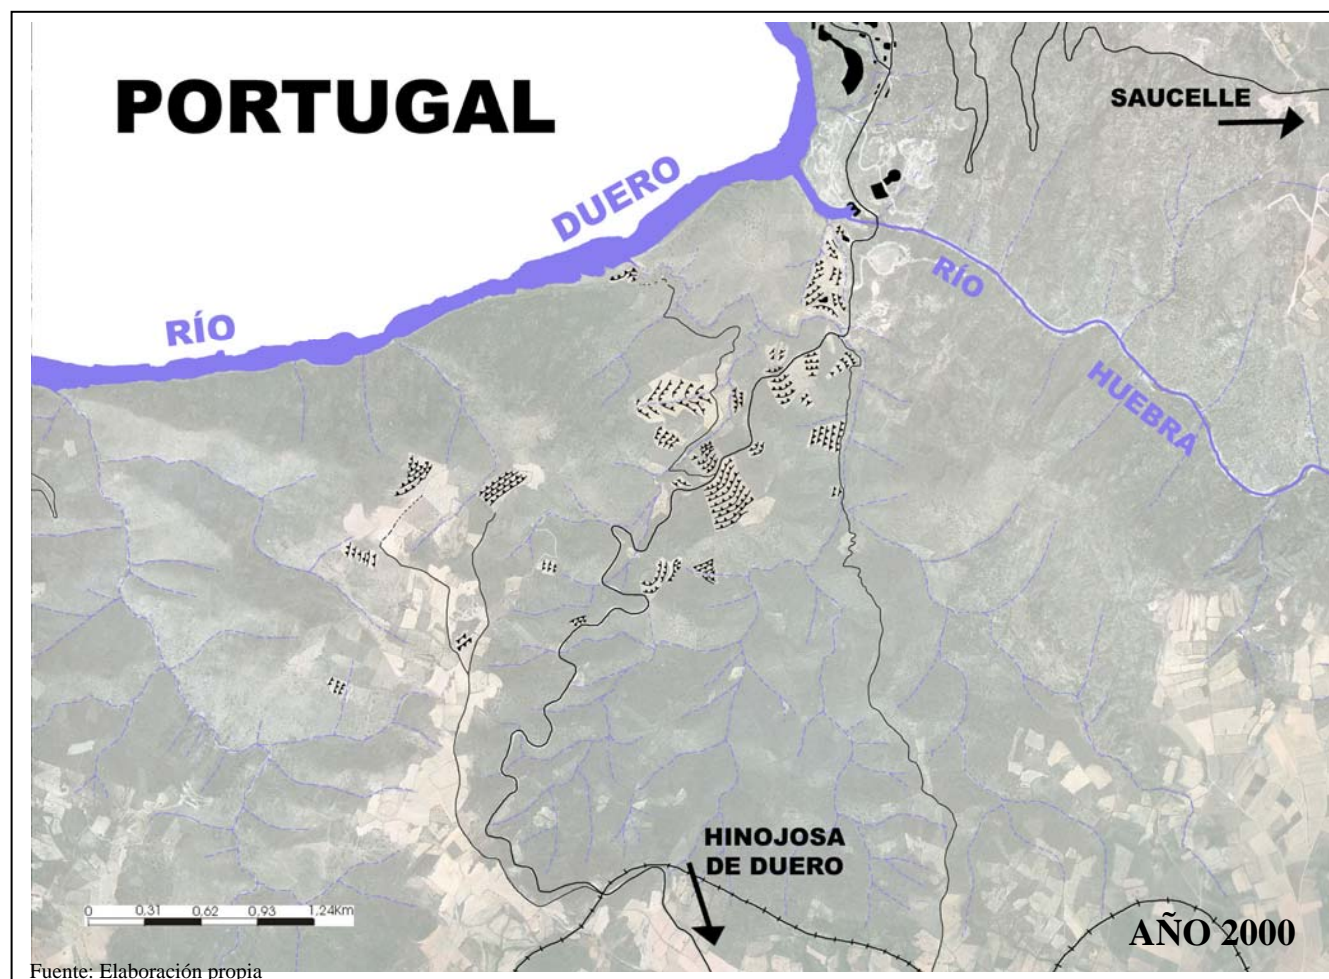 PORTUGAL
SAUCELLE
DUERO
RÍO
RÍO
HUEBRA
HINOJOSA
DE DUERO
0 0,31 0,62 0,93 1,24Km
AÑO 2000
Fuente: Elaboración propia